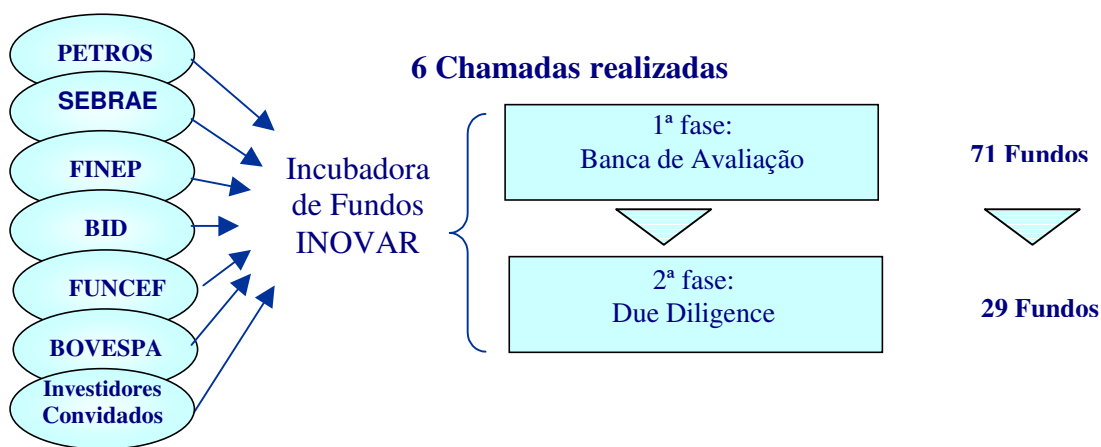 PETROS
SEBRAE
FINEP
BID
FUNCEF
BOVESPA
Investidores
Convidados
Incubadora
de Fundos
INOVAR
6 Chamadas realizadas
1ª fase:
Banca de Avaliação
2ª fase:
Due Diligence
71 Fundos
29 Fundos